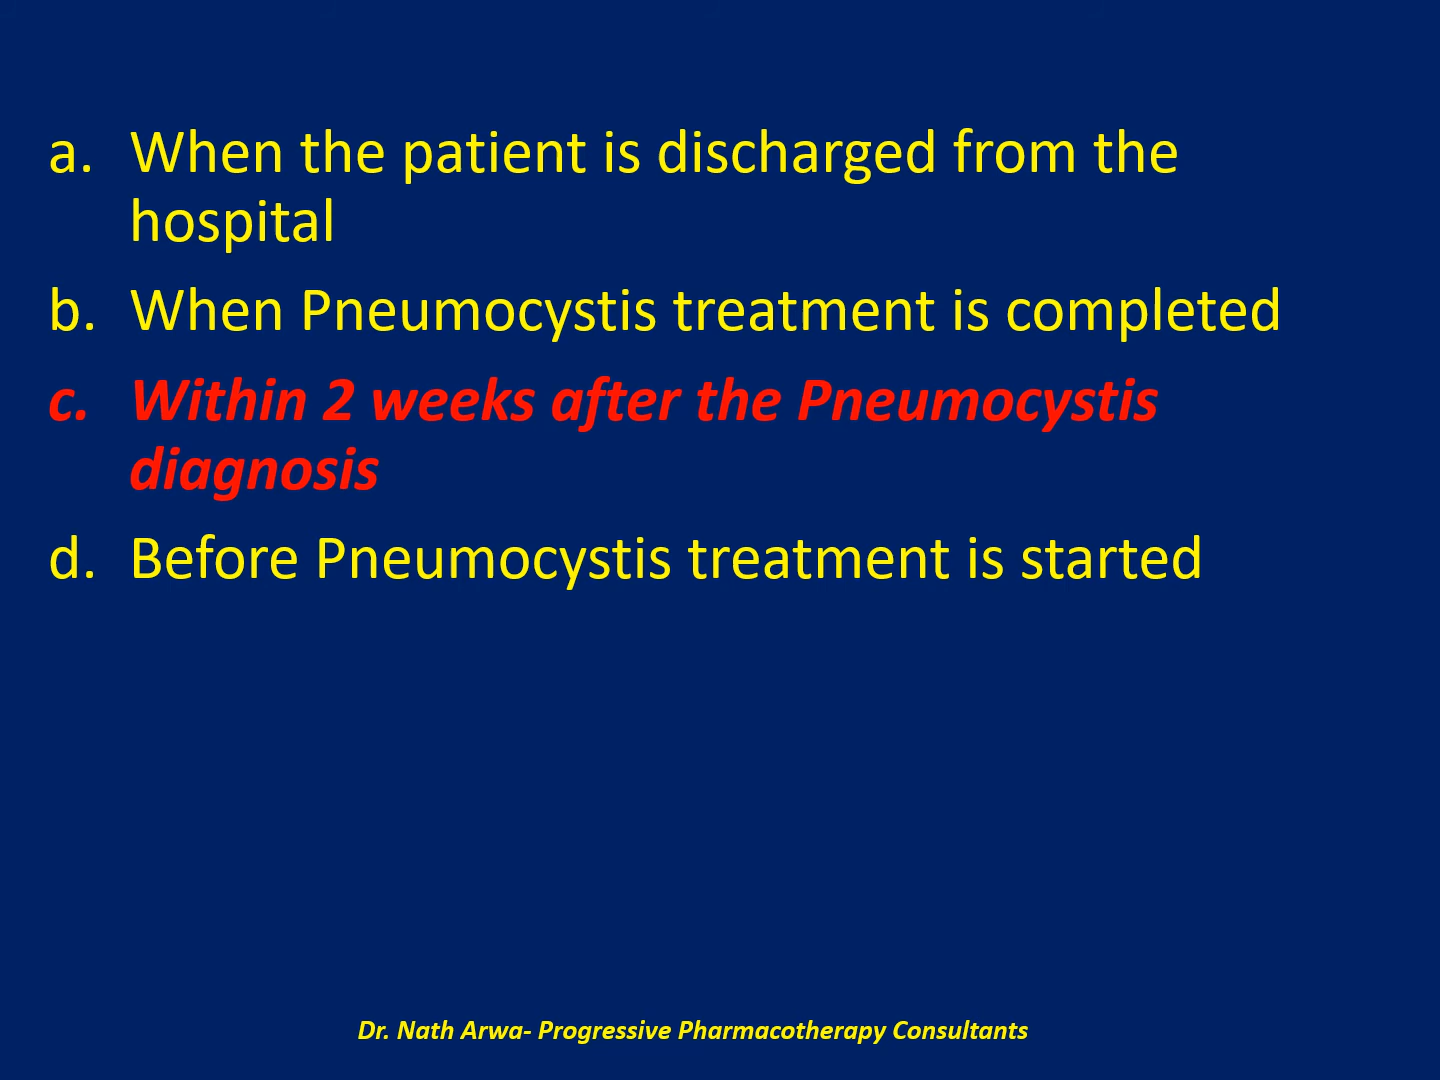 a. When the patient is discharged from the
hospital
b. When Pneumocystis treatment is completed
c. Within 2 weeks after the Pneumocystis
diagnosis
d. Before Pneumocystis treatment is started
Dr. Nath Arwa- Progressive Pharmacotherapy Consultants